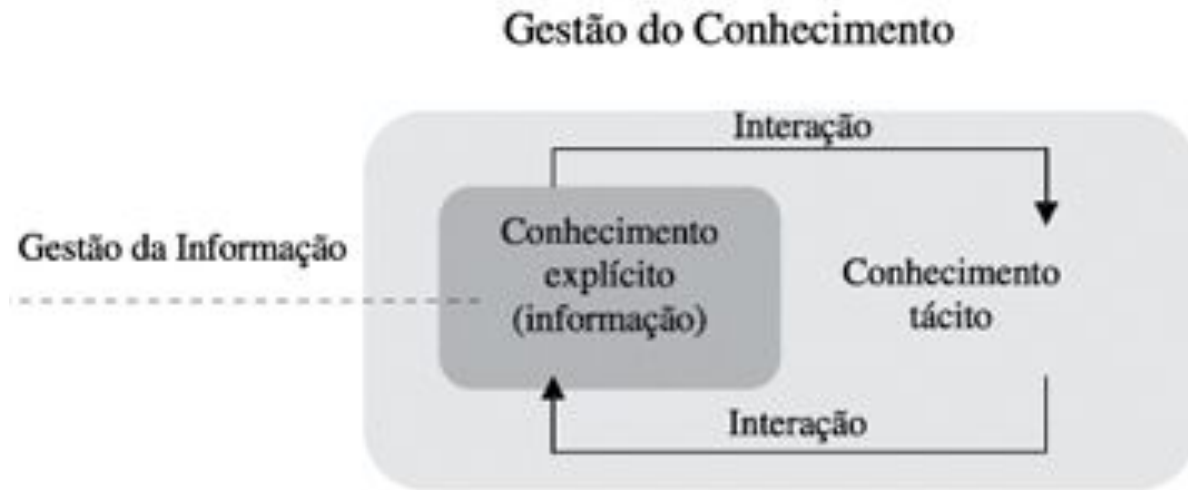 Gestão do Conhecimento
Interação
Gestão da Informação
Conhecimento
explícito
(informação)
Conhecimento
tácito
Interação